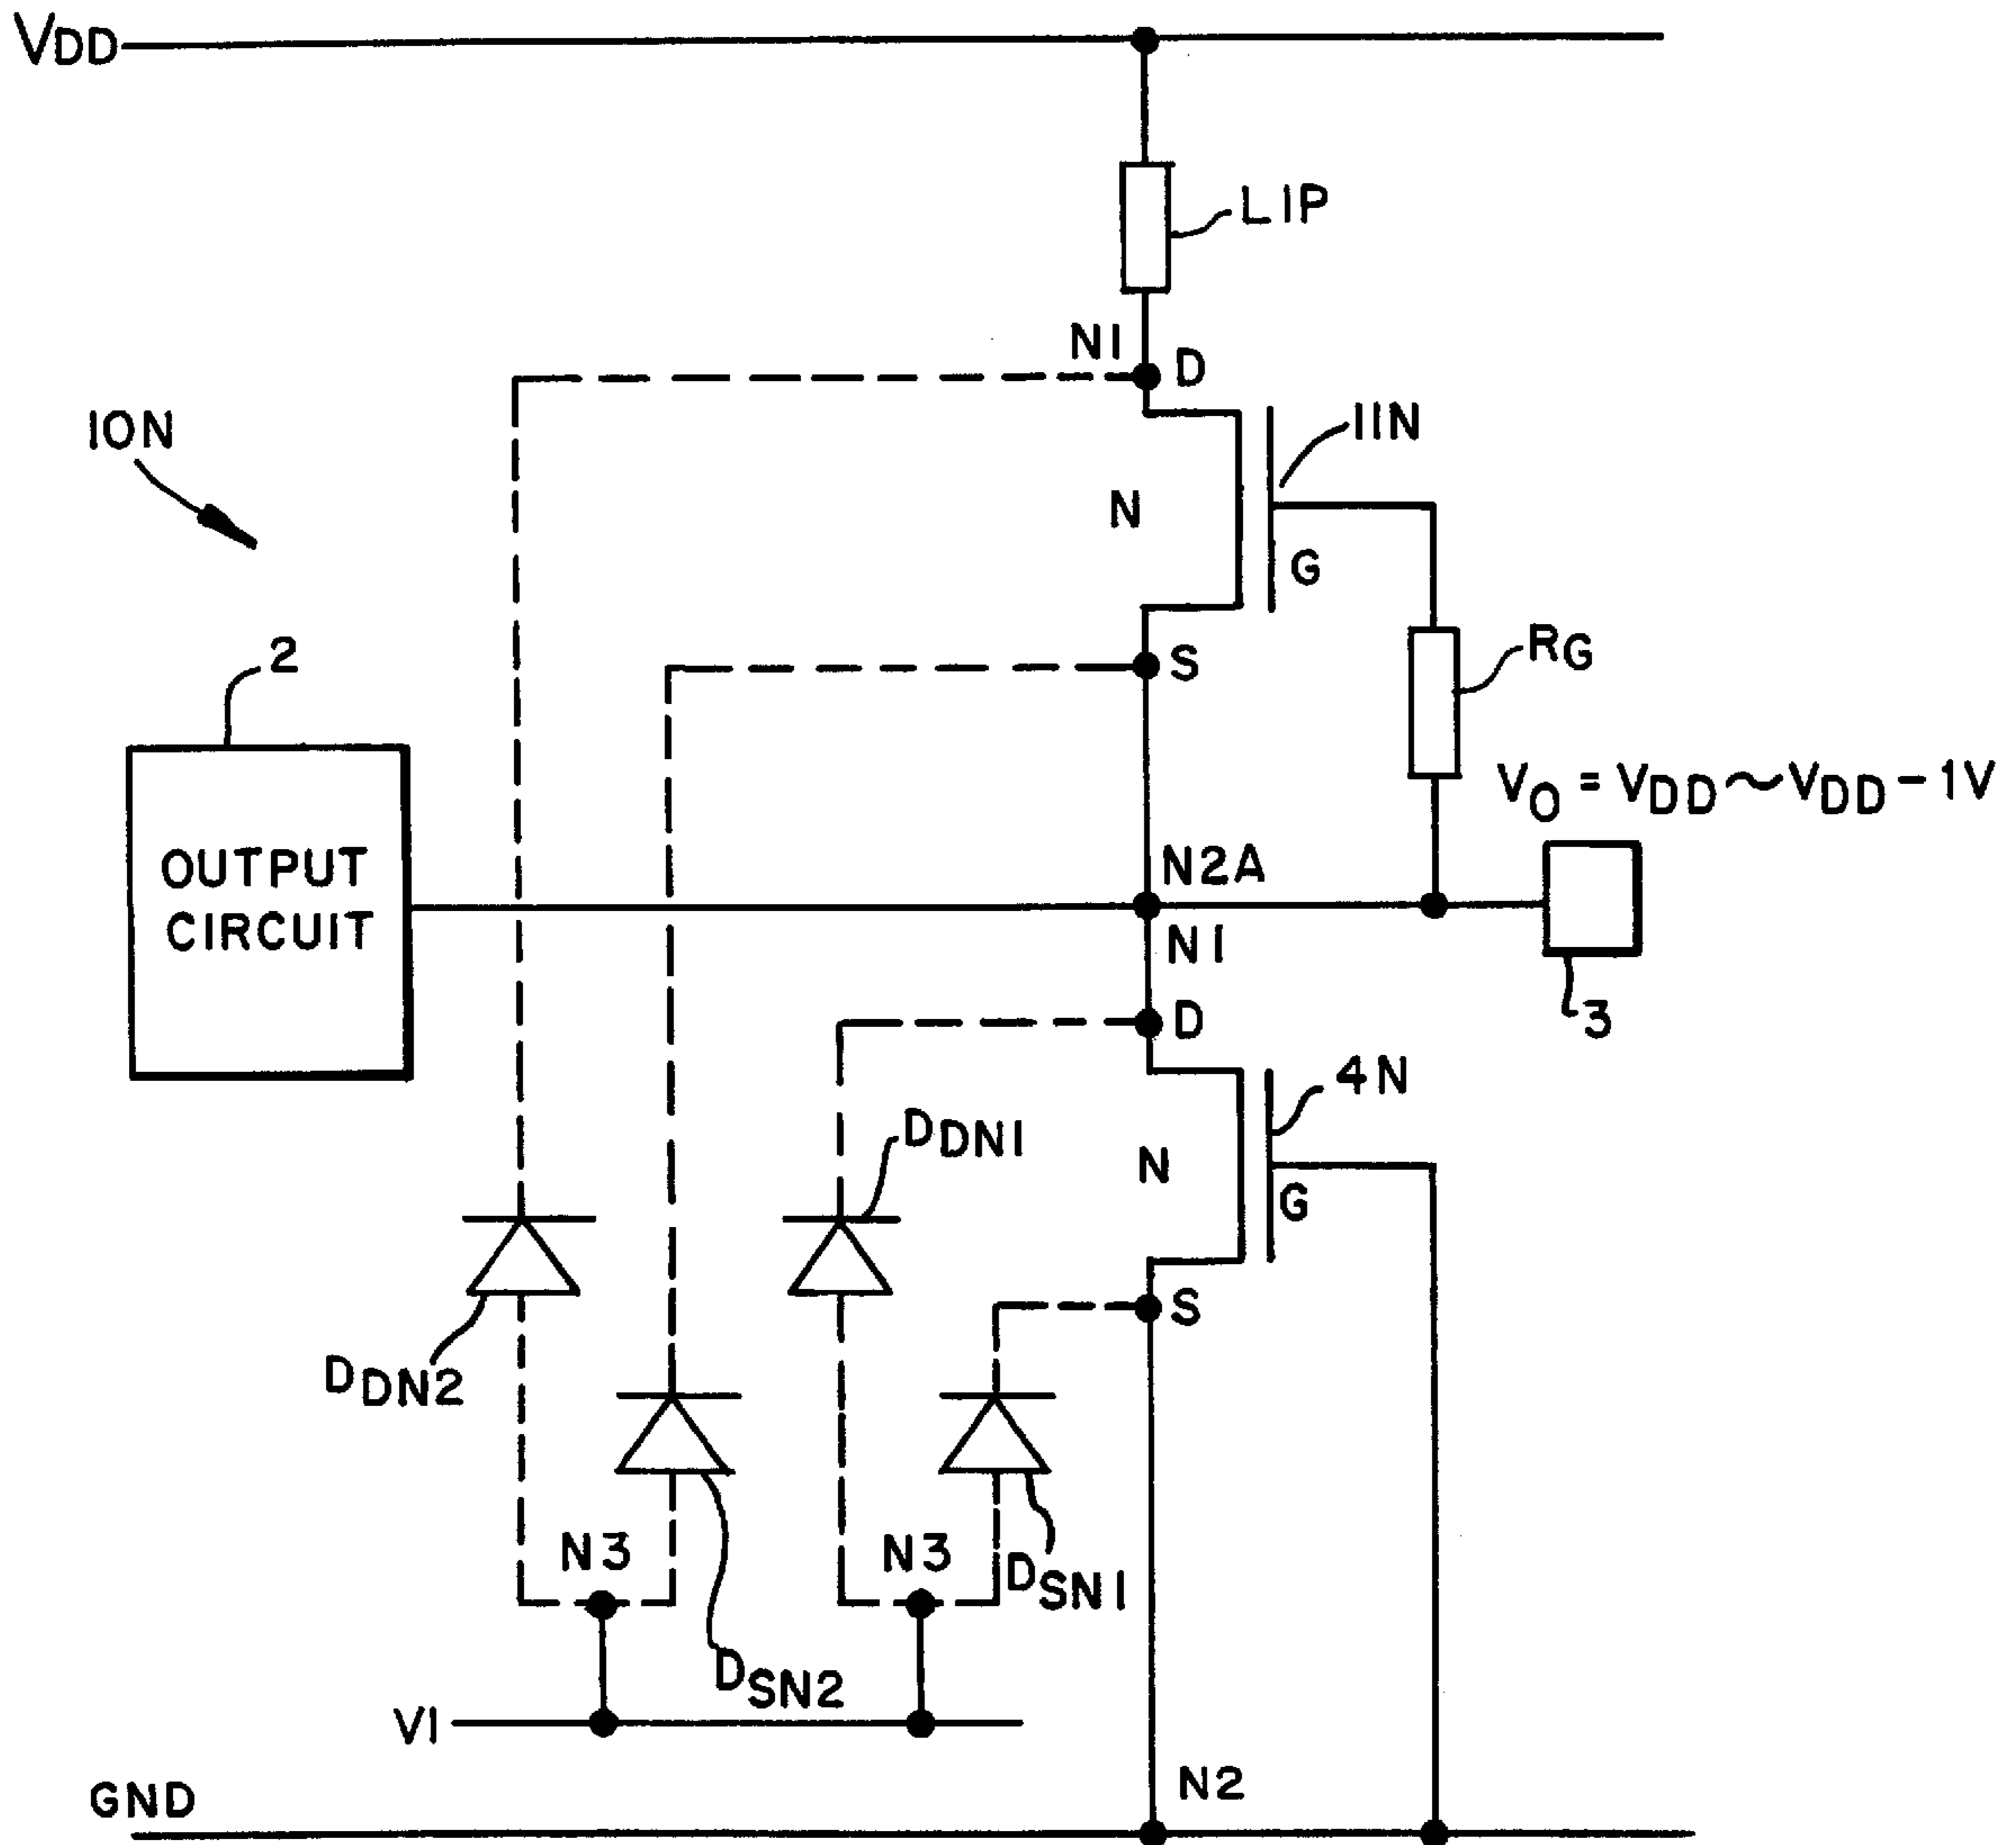 VDD
L1P
N1
D
10N
11N
N
G
2
S
RG
VO = VDD ~ VDD - 1V
OUTPUT
CIRCUIT
N2A
N1
3
D
4N
DDN1
N
G
S
DDN2
N3
N3
DSN1
DSN2
V1
N2
GND